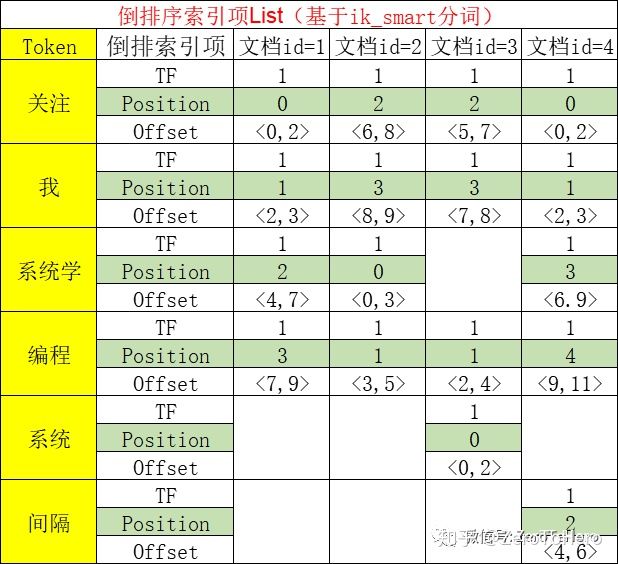 倒排序索引项List（基于ik_smart分词）
Token 倒排索引项 文档id=1 文档id=2 文档id=3 文档id=4
关注 TF 1 1 1 1
Position 0 2 2 0
Offset <0,2> <6,8> <5,7> <0,2>
我 TF 1 1 1 1
Position 1 3 3 1
Offset <2,3> <8,9> <7,8> <2,3>
系统学 TF 1 1 1
Position 2 0 3
Offset <4,7> <0,3> <6.9>
编程 TF 1 1 1 1
Position 3 1 1 4
Offset <7,9> <3,5> <2,4> <9,11>
系统 TF 1
Position 0
Offset <0,2>
间隔 TF 1
Position 2
Offset <4,6>
知乎
微信号: